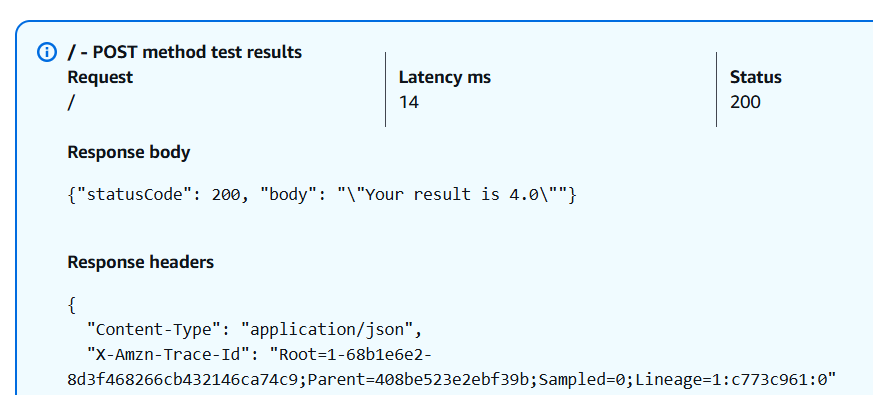 / - POST method test results
Request
/
Latency ms
14
Status
200
Response body
{"statusCode": 200, "body": "\"Your result is 4.0\""}
Response headers
{
  "Content-Type": "application/json",
  "X-Amzn-Trace-Id": "Root=1-68b1e6e2-
8d3f468266cb432146ca74c9;Parent=408be523e2ebf39b;Sampled=0;Lineage=1:c773c961:0"